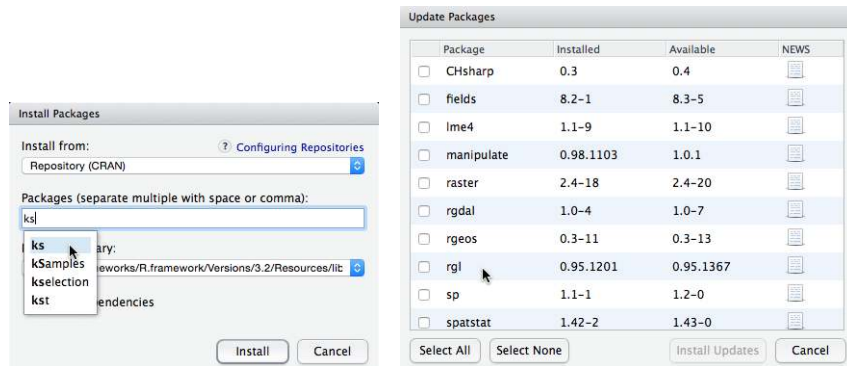 Install Packages
Install from:
? Configuring Repositories
Repository (CRAN)
Packages (separate multiple with space or comma):
ks
ks
kSamples
kselection
kst
ary:
eworks/R.framework/Versions/3.2/Resources/lib
endencies
Install
Cancel
Update Packages
Package Installed Available NEWS
CHsharp 0.3 0.4
fields 8.2-1 8.3-5
lme4 1.1-9 1.1-10
manipulate 0.98.1103 1.0.1
raster 2.4-18 2.4-20
rgdal 1.0-4 1.0-7
rgeos 0.3-11 0.3-13
rgl 0.95.1201 0.95.1367
sp 1.1-1 1.2-0
spatstat 1.42-2 1.43-0
Select All Select None Install Updates Cancel